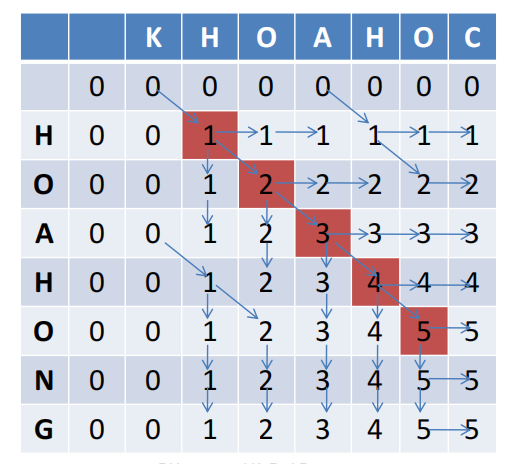 K H O A H O C
0 0 0 0 0 0 0 0
H 0 0 1 1 1 1 1 1
O 0 0 1 2 2 2 2 2
A 0 0 1 2 3 3 3 3
H 0 0 1 2 3 4 4 4
O 0 0 1 2 3 4 5 5
N 0 0 1 2 3 4 5 5
G 0 0 1 2 3 4 5 5